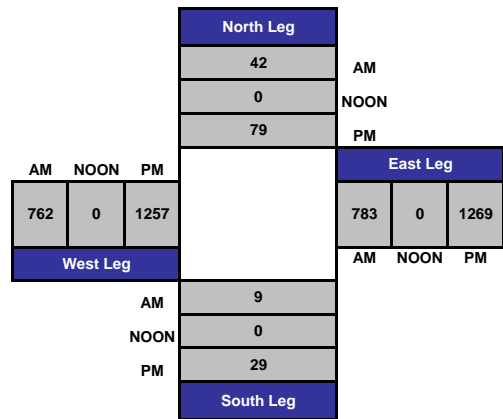 North Leg
42 AM
0 NOON
79 PM
AM NOON PM East Leg
762 0 1257 783 0 1269
West Leg AM NOON PM
AM 9
NOON 0
PM 29
South Leg